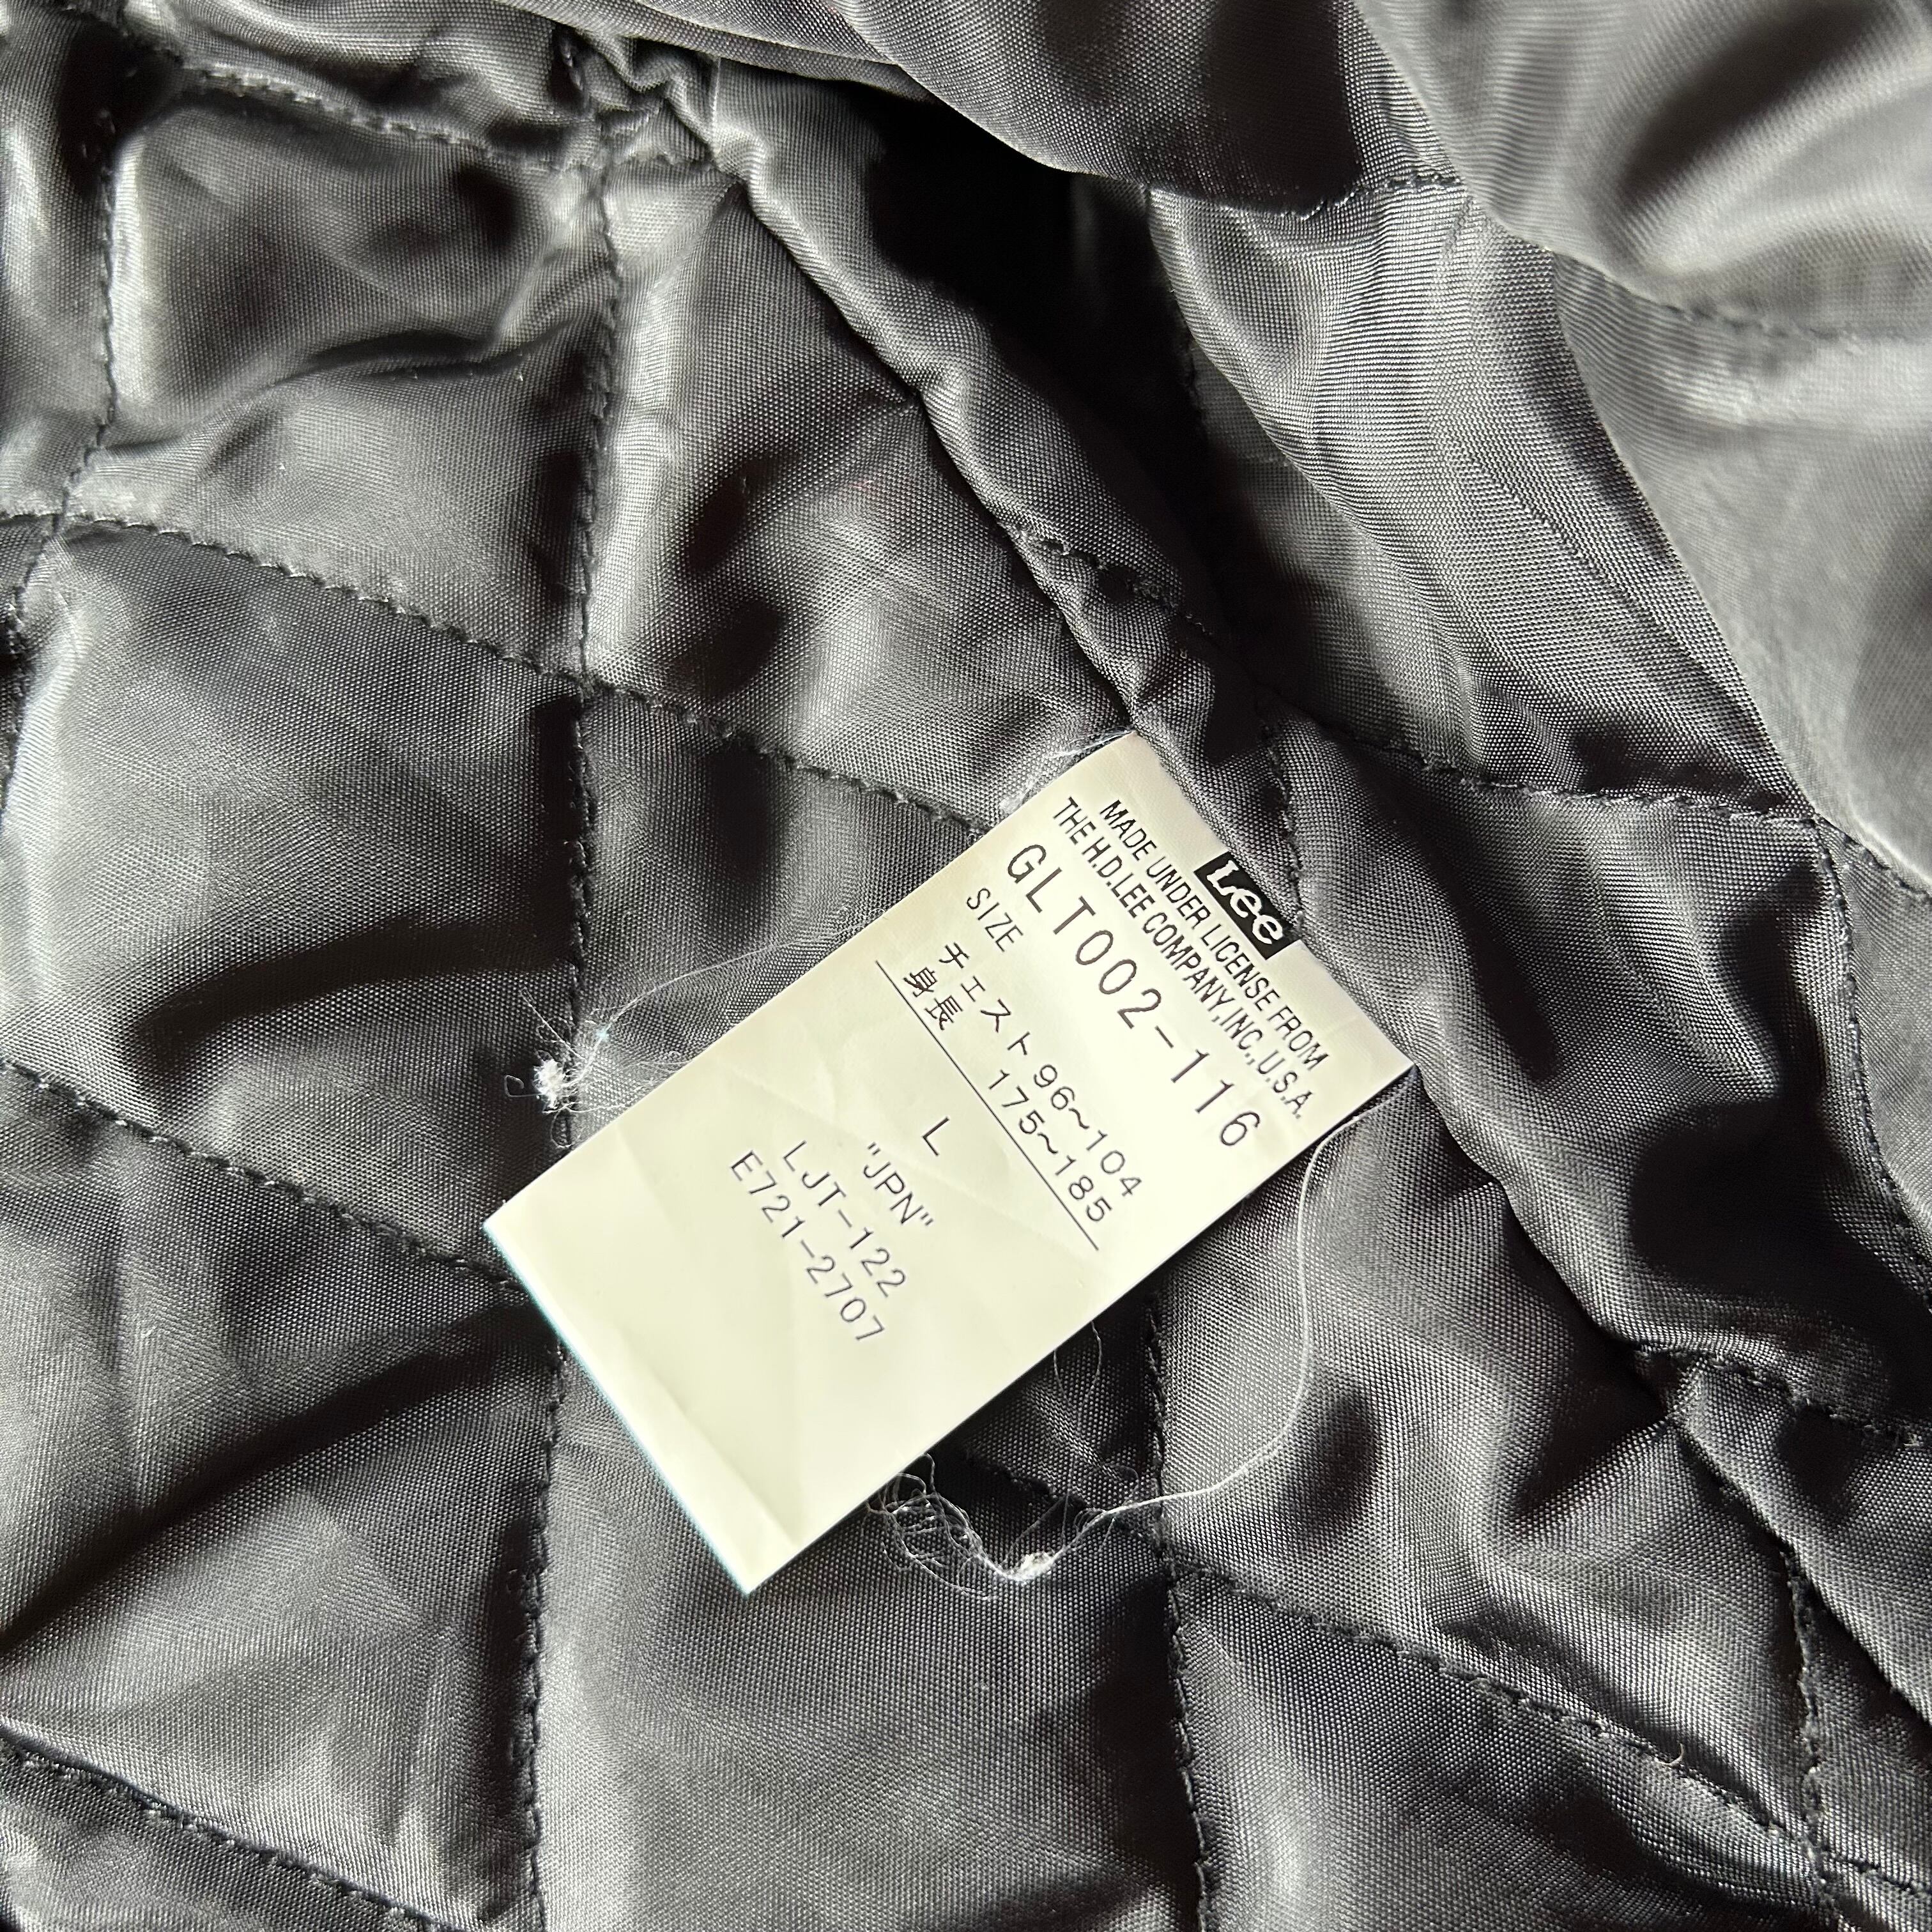 Lee
MADE UNDER LICENSE FROM
THE H.D.LEE COMPANY,INC.,U.S.A.
GLT002-116
SIZE
チェスト96~104
身長 175~185
L
"JPN"
LJT-122
E721-2707